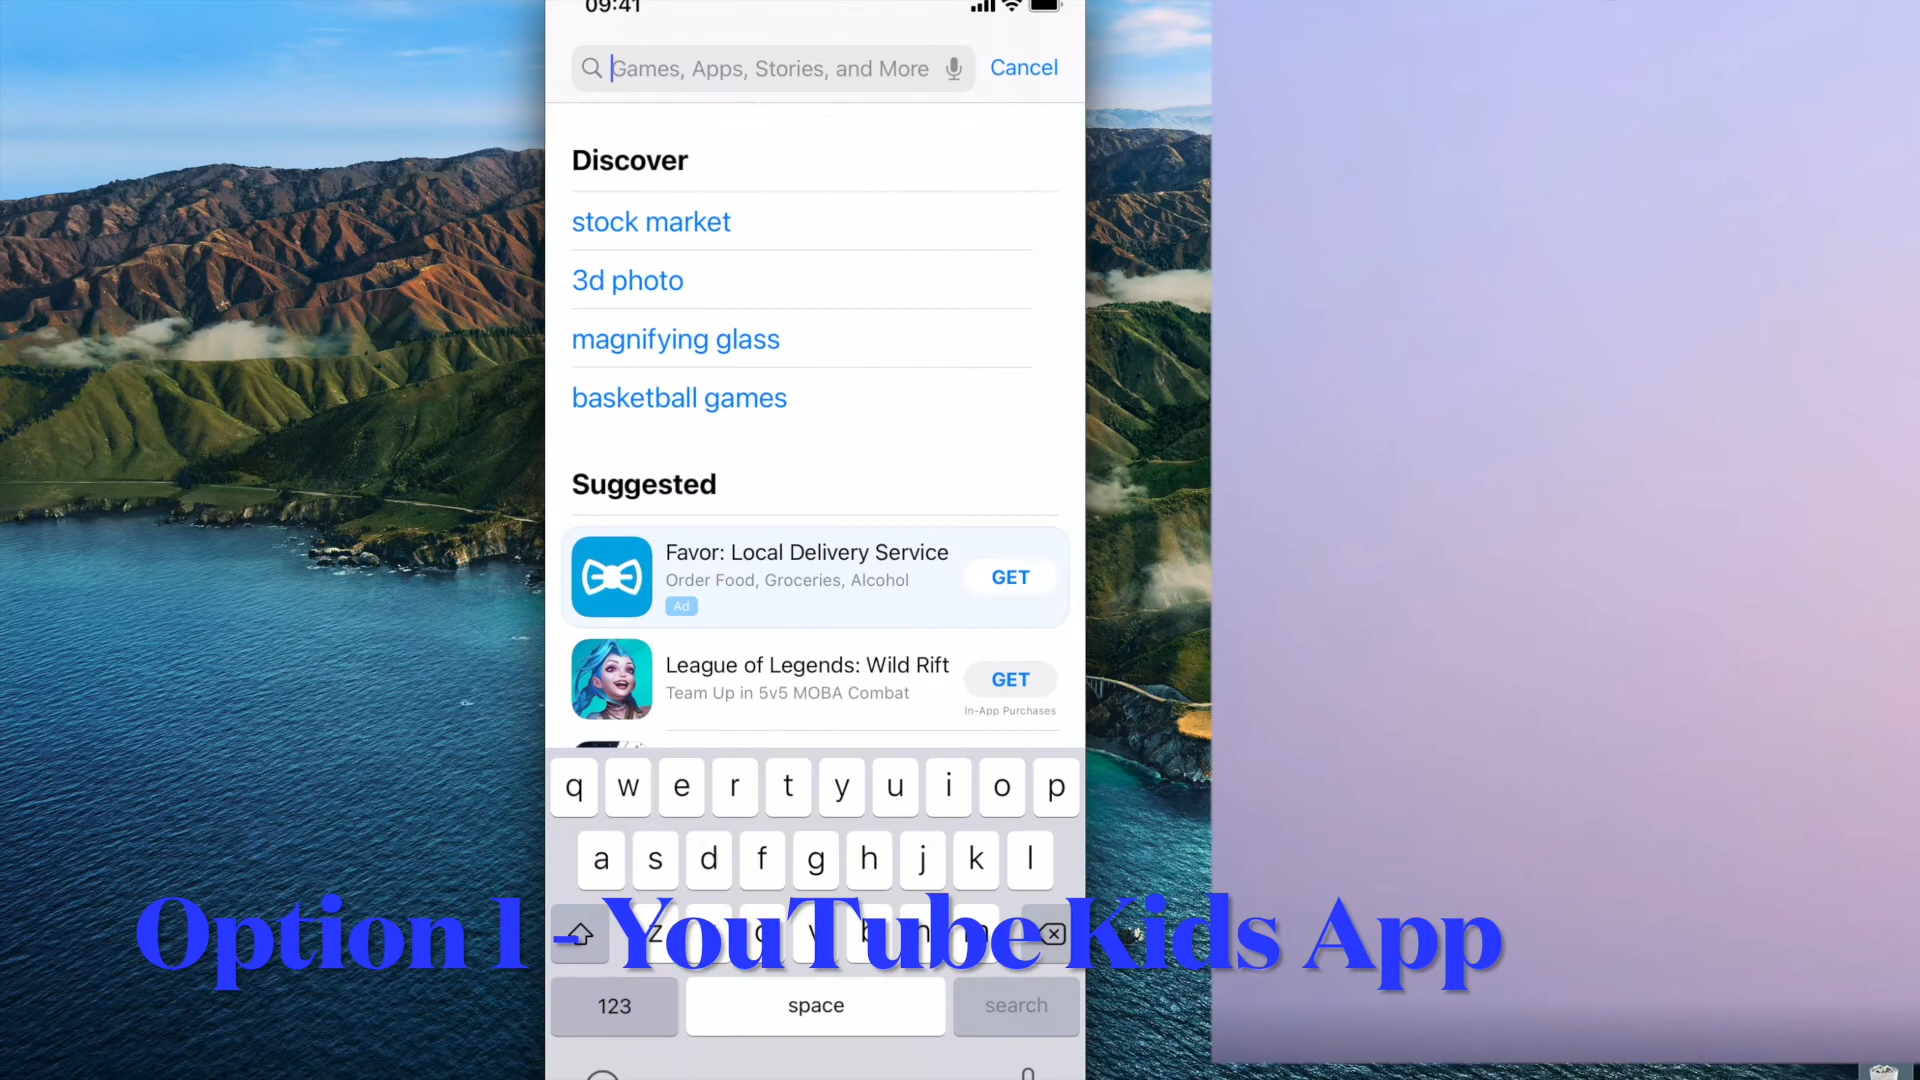 09:41
Games, Apps, Stories, and More
Cancel
Discover
stock market
3d photo
magnifying glass
basketball games
Suggested
Favor: Local Delivery Service
Order Food, Groceries, Alcohol
Ad
GET
League of Legends: Wild Rift
Team Up in 5v5 MOBA Combat
GET
In-App Purchases
q w e r t y u i o p
a s d f g h j k l
z c v b n m
Option 1 - YouTube Kids App
123 space search